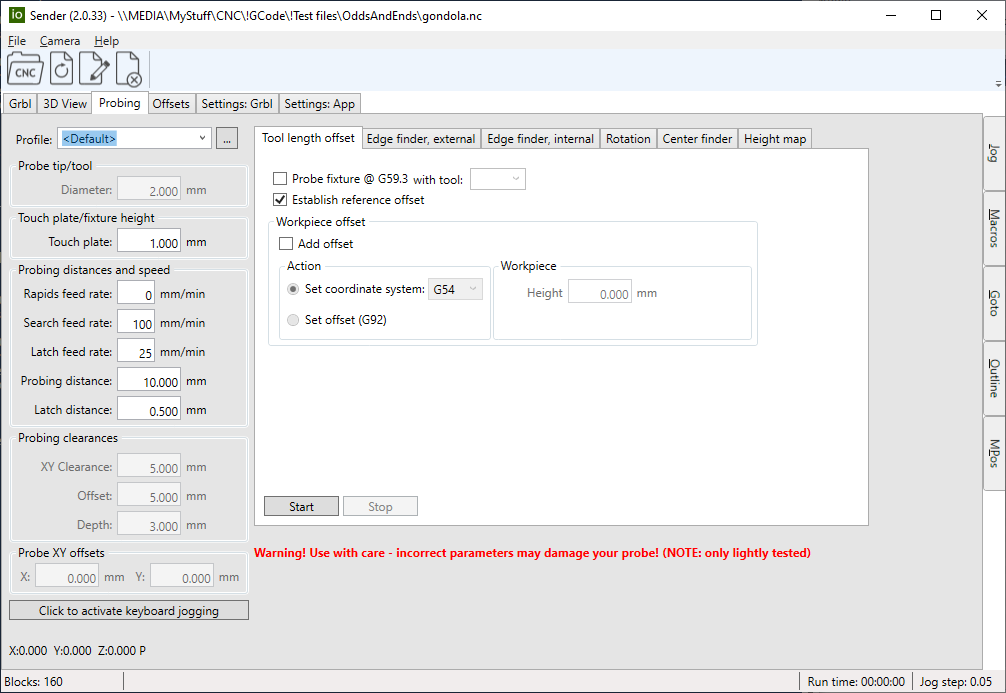 io Sender (2.0.33) - \\MEDIA\MyStuff\CNC\!GCode\!Test files\OddsAndEnds\gondola.nc
File Camera Help
CNC
Grbl 3D View Probing Offsets Settings: Grbl Settings: App
Profile: <Default> ...
Probe tip/tool
Diameter: 2.000 mm
Touch plate/fixture height
Touch plate: 1.000 mm
Probing distances and speed
Rapids feed rate: 0 mm/min
Search feed rate: 100 mm/min
Latch feed rate: 25 mm/min
Probing distance: 10.000 mm
Latch distance: 0.500 mm
Probing clearances
XY Clearance: 5.000 mm
Offset: 5.000 mm
Depth: 3.000 mm
Probe XY offsets
X: 0.000 mm Y: 0.000 mm
Click to activate keyboard jogging
X:0.000 Y:0.000 Z:0.000 P
Tool length offset Edge finder, external Edge finder, internal Rotation Center finder Height map
Probe fixture @ G59.3 with tool:
Establish reference offset
Workpiece offset
Add offset
Action
Set coordinate system: G54
Set offset (G92)
Workpiece
Height 0.000 mm
Start Stop
Warning! Use with care - incorrect parameters may damage your probe! (NOTE: only lightly tested)
Jog
Macros
Goto
Outline
MPos
Blocks: 160
Run time: 00:00:00 Jog step: 0.05